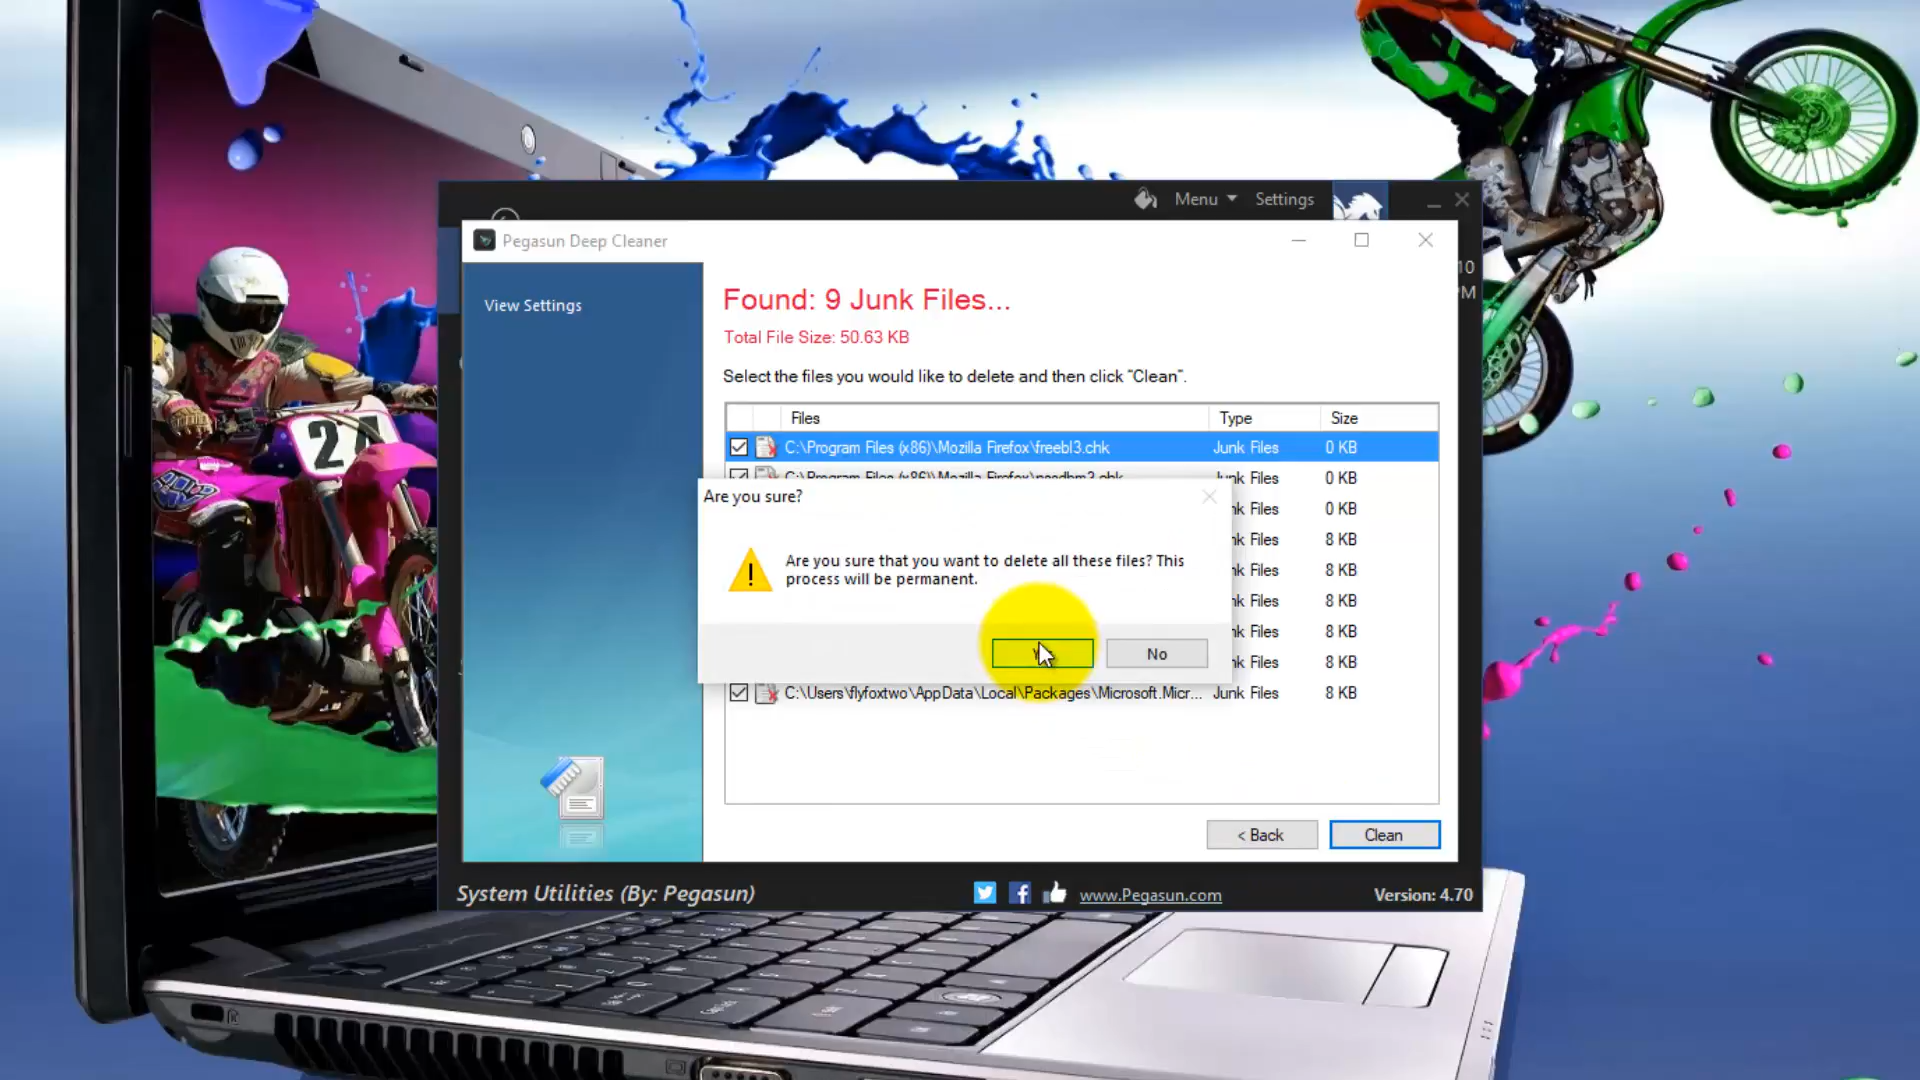 Menu Settings
Pegasun Deep Cleaner
10
View Settings
Found: 9 Junk Files...
Total File Size: 50.63 KB
Select the files you would like to delete and then click "Clean".
Files Type Size
C:\Program Files (x86)\Mozilla Firefox\freebl3.chk Junk Files 0 KB
C:\Program Files (x86)\Mozilla Firefox\nssdbm3.chk Junk Files 0 KB
Files 0 KB
Files 8 KB
Files 8 KB
Files 8 KB
Files 8 KB
Files 8 KB
C:\Users\flyfoxtwo\AppData\Local\Packages\Microsoft.Micr... Junk Files 8 KB
Are you sure?
Are you sure that you want to delete all these files? This
process will be permanent.
No
< Back Clean
System Utilities (By: Pegasun) www.Pegasun.com Version: 4.70